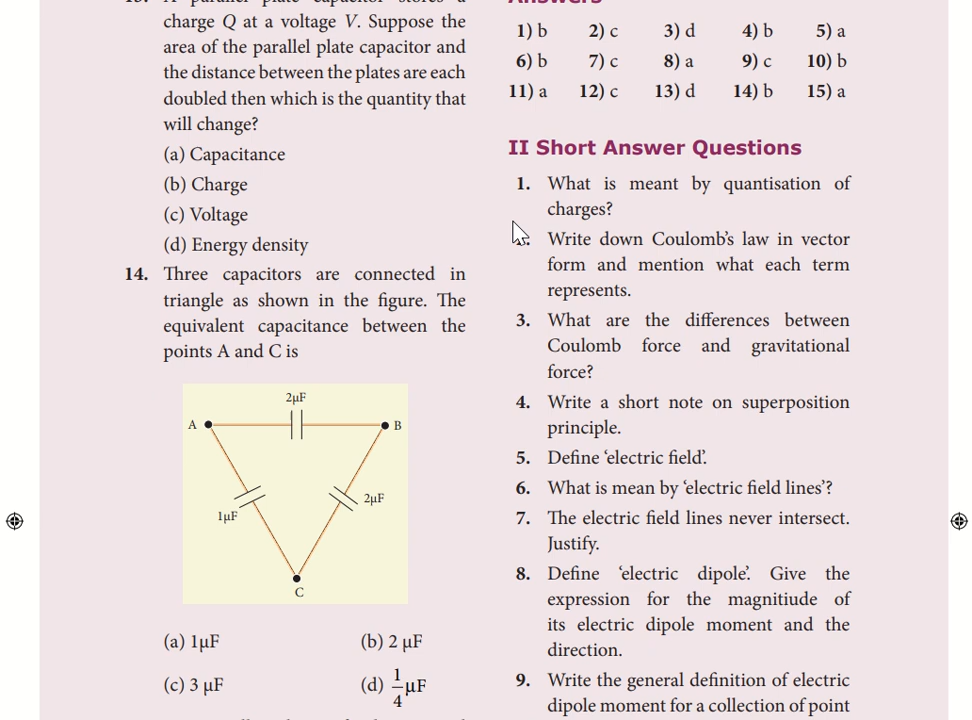 charge Q at a voltage V. Suppose the
area of the parallel plate capacitor and
the distance between the plates are each
doubled then which is the quantity that
will change?
(a) Capacitance
(b) Charge
(c) Voltage
(d) Energy density
14. Three capacitors are connected in
triangle as shown in the figure. The
equivalent capacitance between the
points A and C is
2μF
A
B
1μF
2μF
C
(a) 1μF (b) 2 μF
(c) 3 μF (d) 1/4 μF
Answers
1) b 2) c 3) d 4) b 5) a
6) b 7) c 8) a 9) c 10) b
11) a 12) c 13) d 14) b 15) a
II Short Answer Questions
1. What is meant by quantisation of
charges?
Write down Coulomb's law in vector
form and mention what each term
represents.
3. What are the differences between
Coulomb force and gravitational
force?
4. Write a short note on superposition
principle.
5. Define 'electric field'.
6. What is mean by 'electric field lines'?
7. The electric field lines never intersect.
Justify.
8. Define 'electric dipole'. Give the
expression for the magnitiude of
its electric dipole moment and the
direction.
9. Write the general definition of electric
dipole moment for a collection of point